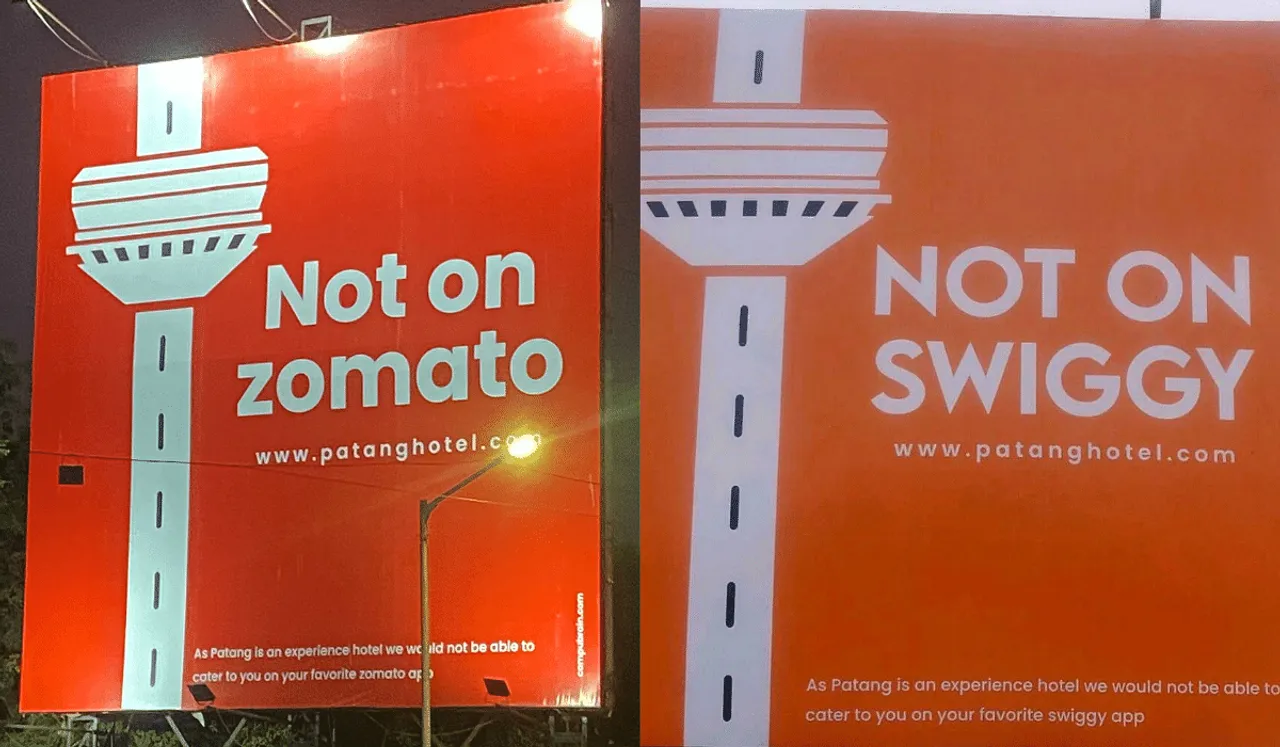 Not on
zomato
www.patanghotel.com
As Patang is an experience hotel we would not be able to
cater to you on your favorite zomato app
compubrain.com
NOT ON
SWIGGY
www.patanghotel.com
As Patang is an experience hotel we would not be able to
cater to you on your favorite swiggy app